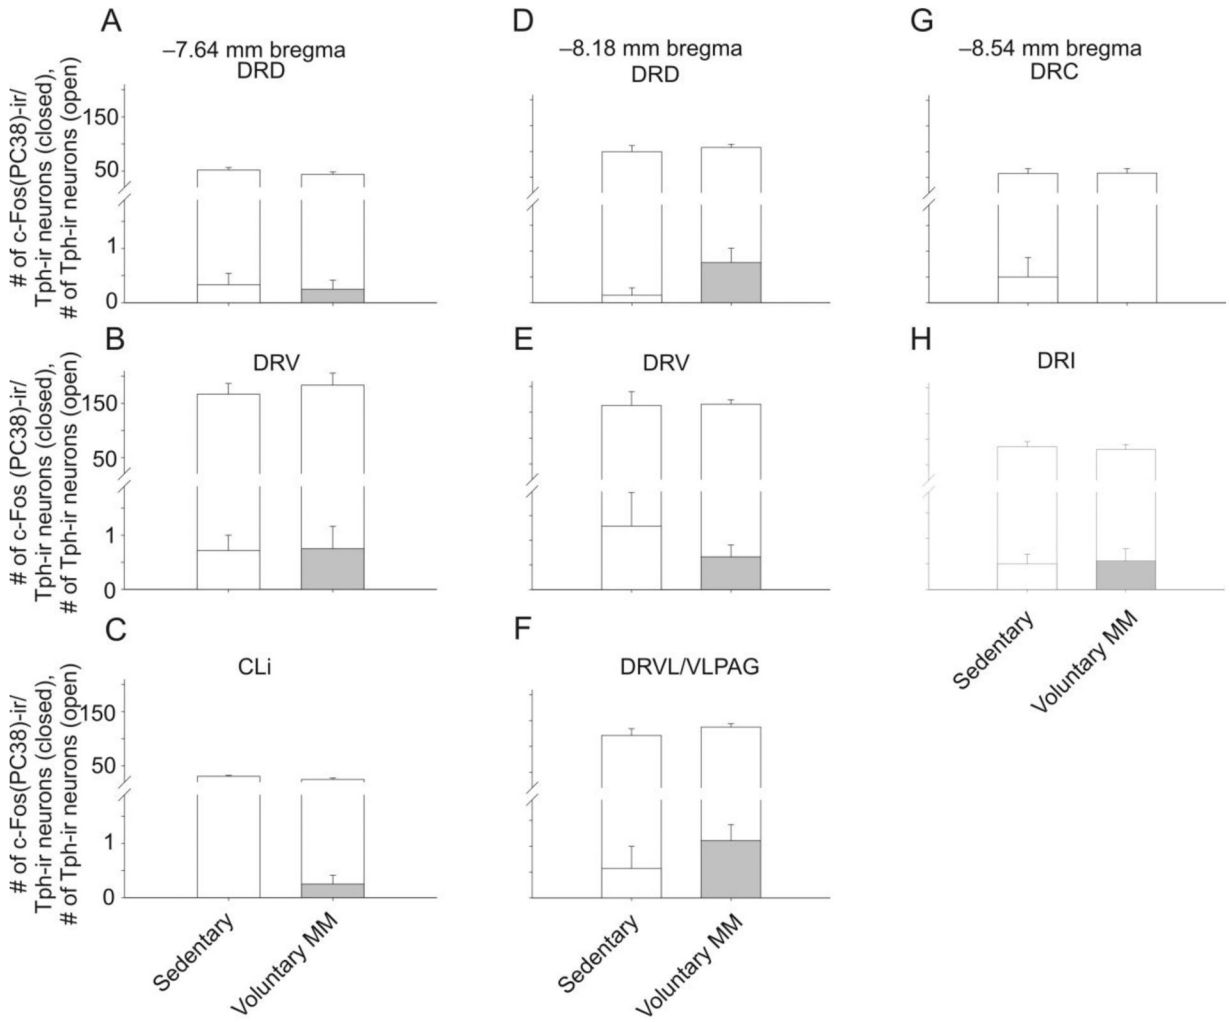 A
–7.64 mm bregma
DRD
# of c-Fos(PC38)-ir/
Tph-ir neurons (closed),
# of Tph-ir neurons (open)
150
50
1
0
D
–8.18 mm bregma
DRD
G
–8.54 mm bregma
DRC
B
DRV
# of c-Fos (PC38)-ir/
Tph-ir neurons (closed),
# of Tph-ir neurons (open)
150
50
1
0
E
DRV
H
DRI
Sedentary
Voluntary MM
C
CLi
# of c-Fos(PC38)-ir/
Tph-ir neurons (closed),
# of Tph-ir neurons (open)
150
50
1
0
Sedentary
Voluntary MM
F
DRVL/VLPAG
Sedentary
Voluntary MM